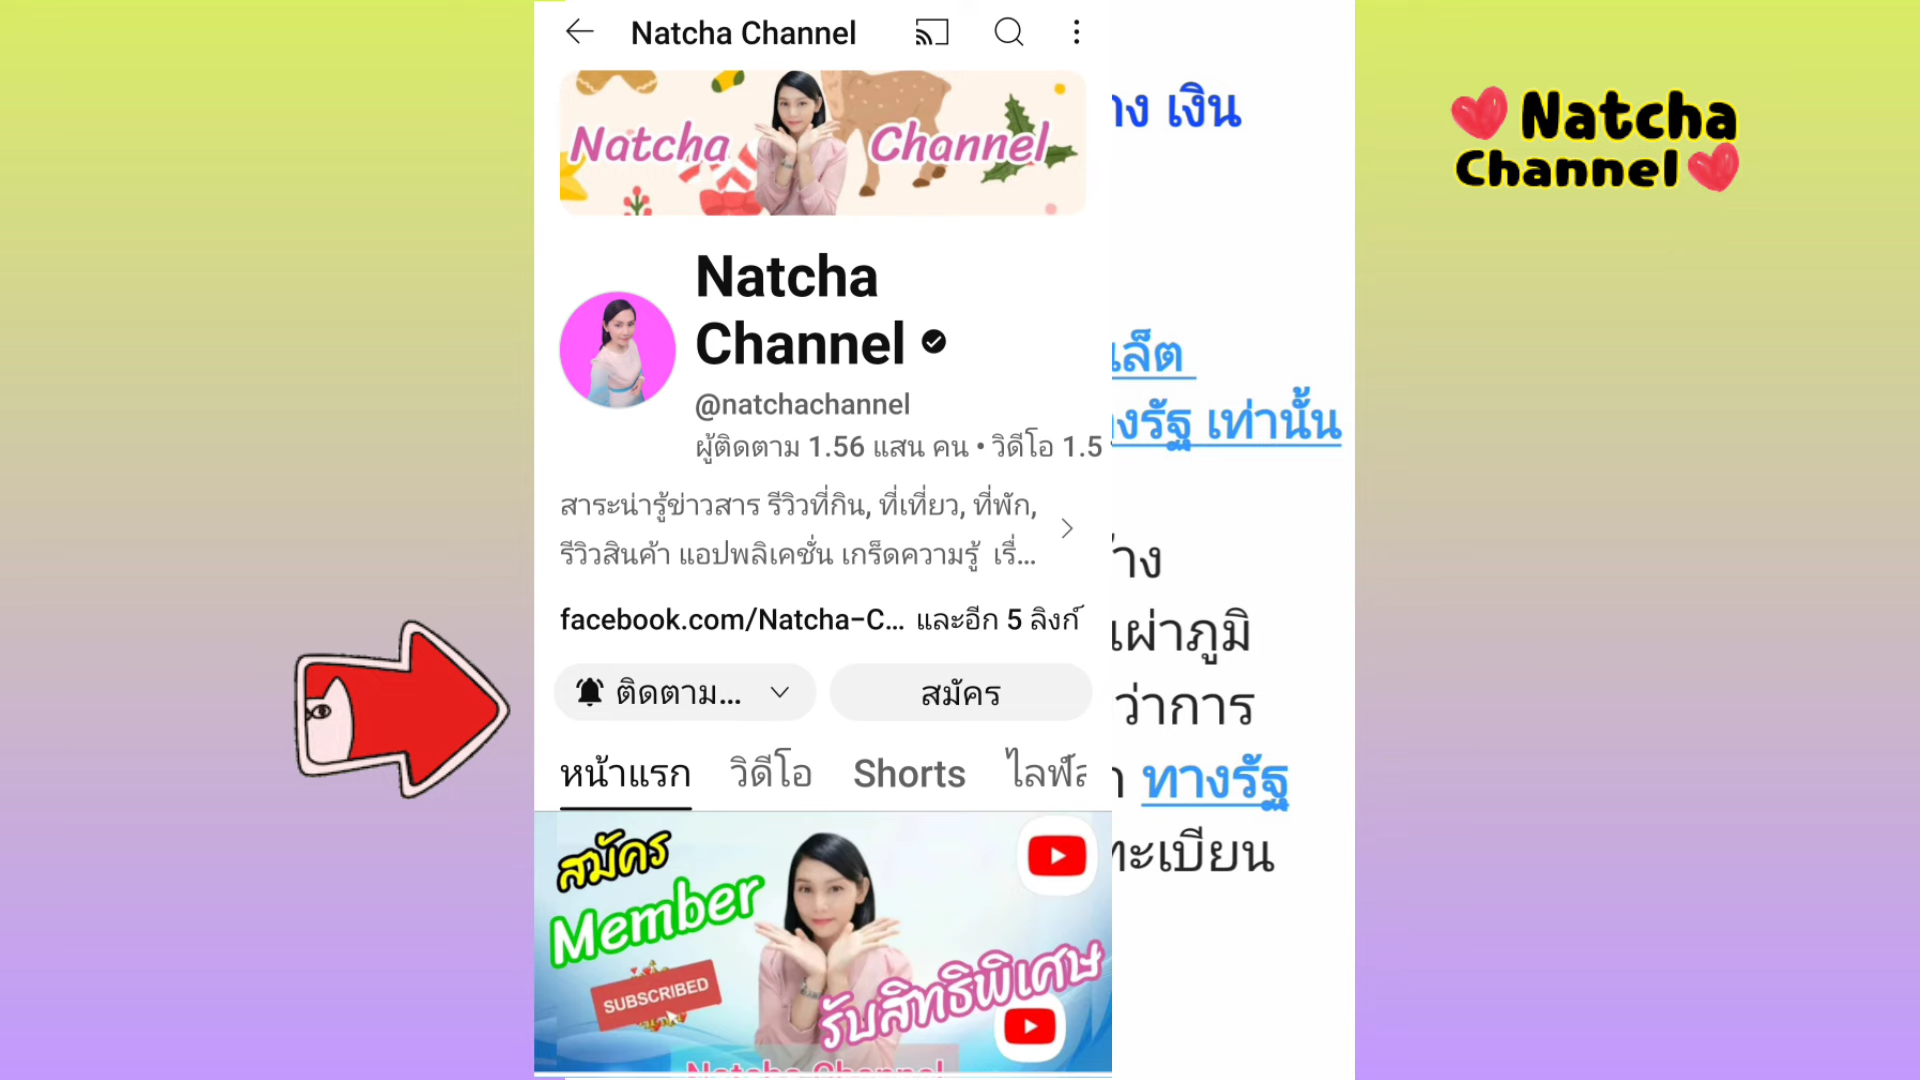 Natcha Channel
Natcha Channel
Natcha
Channel
@natchachannel
ผู้ติดตาม 1.56 แสน คน • วิดีโอ 1.5
สาระน่ารู้ข่าวสาร รีวิวที่กิน, ที่เที่ยว, ที่พัก,
รีวิวสินค้า แอปพลิเคชั่น เกร็ดความรู้ เรื่...
facebook.com/Natcha-C... และอีก 5 ลิงก์
ติดตาม...
สมัคร
หน้าแรก วิดีโอ Shorts ไลฟ์ส
สมัคร
Member
SUBSCRIBED
รับสิทธิพิเศษ
Natcha Channel
เงิน
งรัฐ เท่านั้น
ผ่าภูมิ
ว่าการ
ทางรัฐ
ทะเบียน
Natcha
Channel